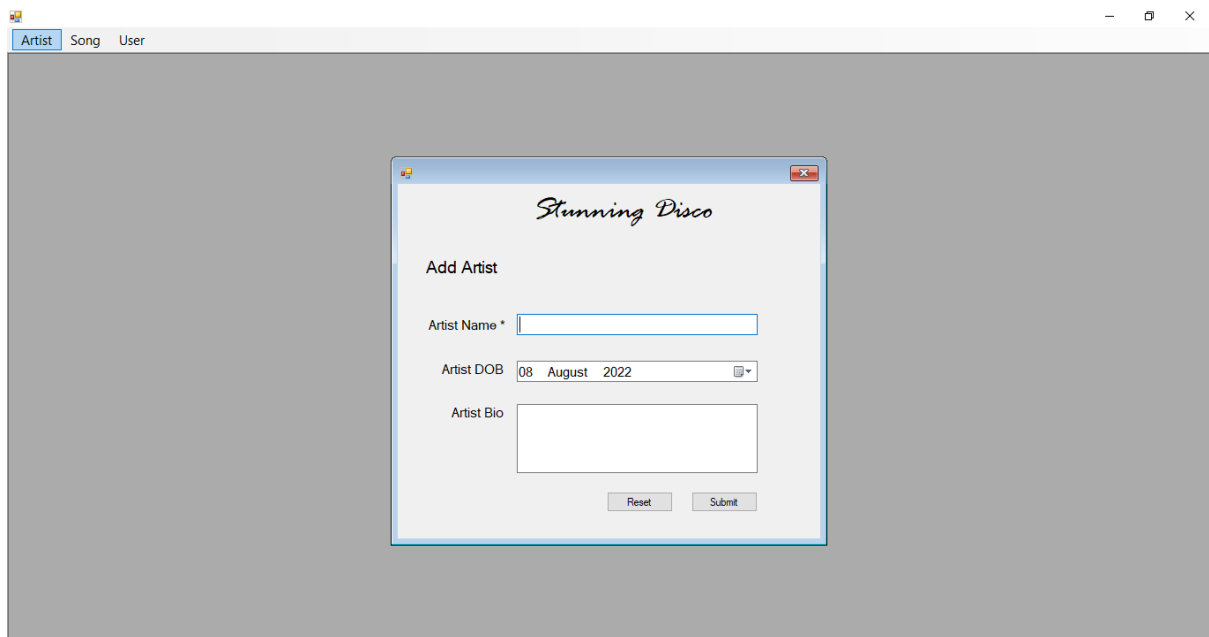 Artist Song User
Stunning Disco
Add Artist
Artist Name *
Artist DOB 08 August 2022
Artist Bio
Reset Submit